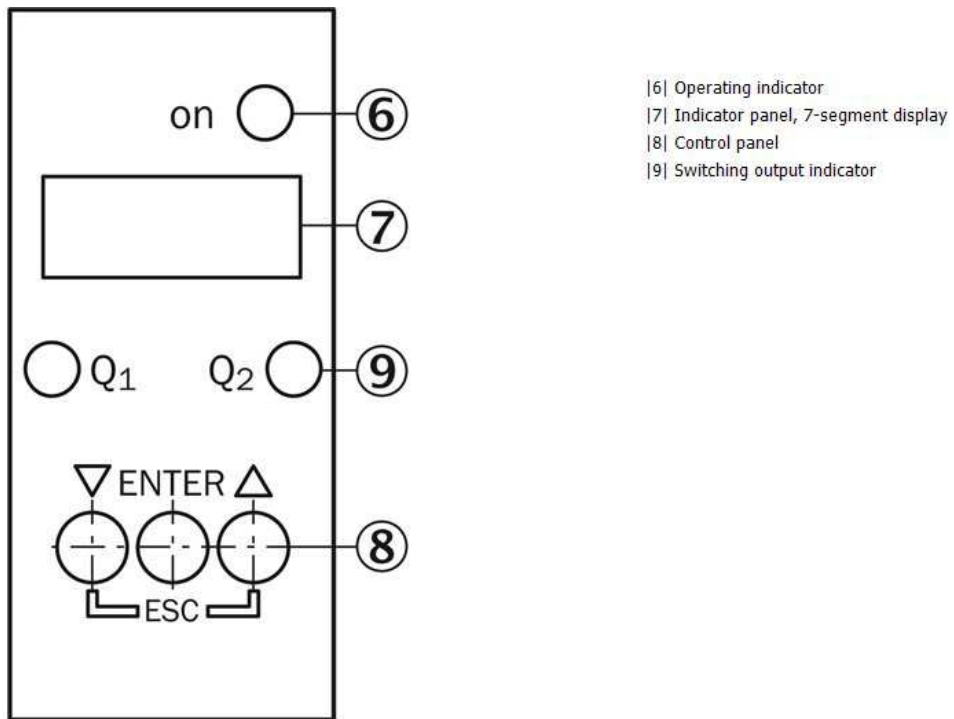 on ⑥
⑦
Q1 Q2 ⑨
▽ ENTER △
⑧
ESC
|6| Operating indicator
|7| Indicator panel, 7-segment display
|8| Control panel
|9| Switching output indicator